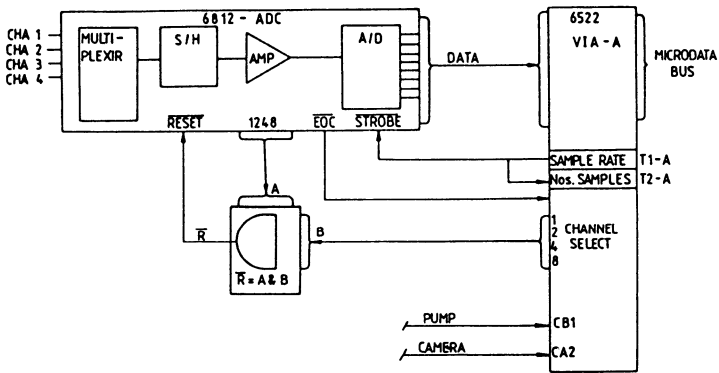 6812 - ADC
CHA 1
CHA 2
CHA 3
CHA 4
MULTI-
PLEXIR
S/H
AMP
A/D
RESET
1248
EOC
STROBE
DATA
6522
VIA - A
MICRODATA
BUS
SAMPLE RATE
T1-A
Nos. SAMPLES
T2-A
1
2
4
8
CHANNEL
SELECT
A
B
R
R = A & B
PUMP
CB1
CAMERA
CA2